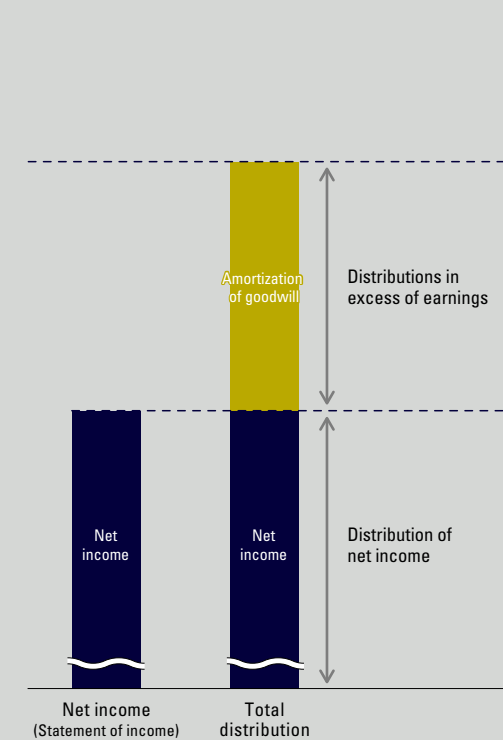 Amortization
of goodwill
Distributions in
excess of earnings
Net
income
Net
income
Distribution of
net income
Net income
(Statement of income)
Total
distribution